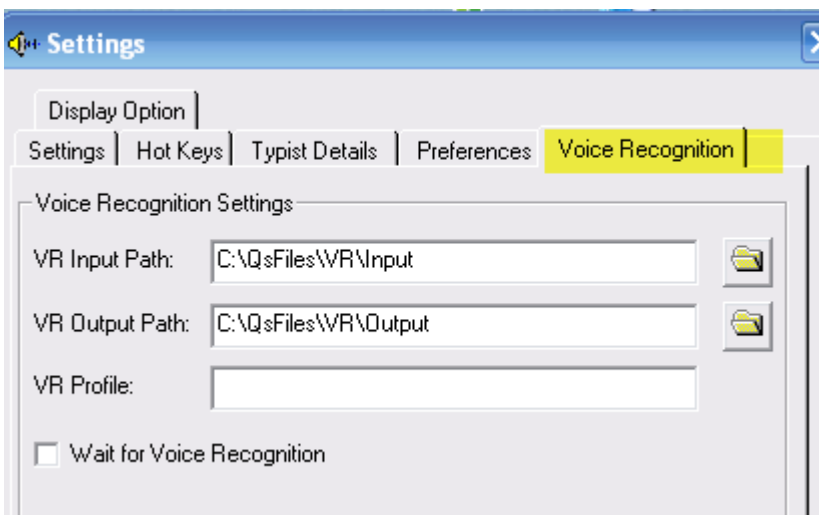 Settings
Display Option
Settings Hot Keys Typist Details Preferences Voice Recognition
Voice Recognition Settings
VR Input Path: C:\QsFiles\VR\Input
VR Output Path: C:\QsFiles\VR\Output
VR Profile:
Wait for Voice Recognition